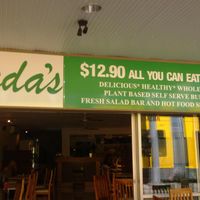 da's
$12.90 ALL YOU CAN EAT
DELICIOUS* HEALTHY* WHOLE
PLANT BASED SELF SERVE BU
FRESH SALAD BAR AND HOT FOOD S